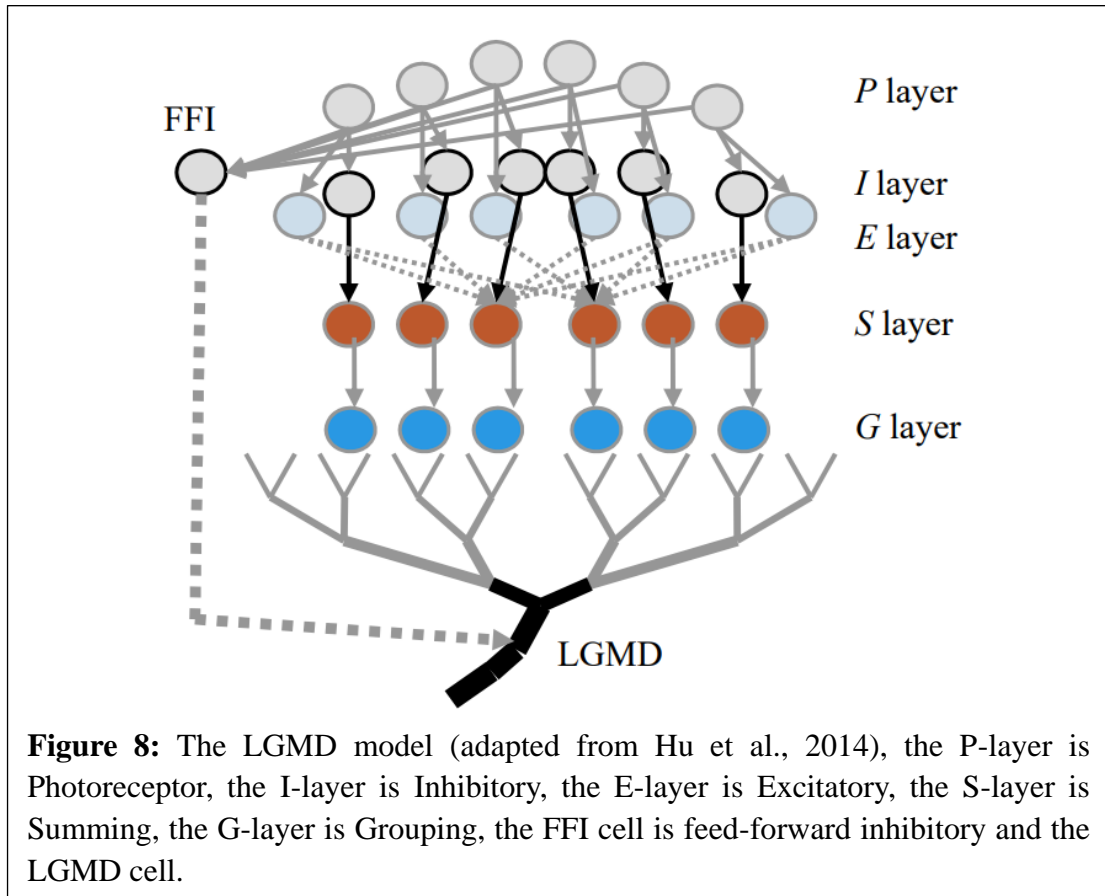 P layer
FFI
I layer
E layer
S layer
G layer
LGMD
Figure 8: The LGMD model (adapted from Hu et al., 2014), the P-layer is
Photoreceptor, the I-layer is Inhibitory, the E-layer is Excitatory, the S-layer is
Summing, the G-layer is Grouping, the FFI cell is feed-forward inhibitory and the
LGMD cell.